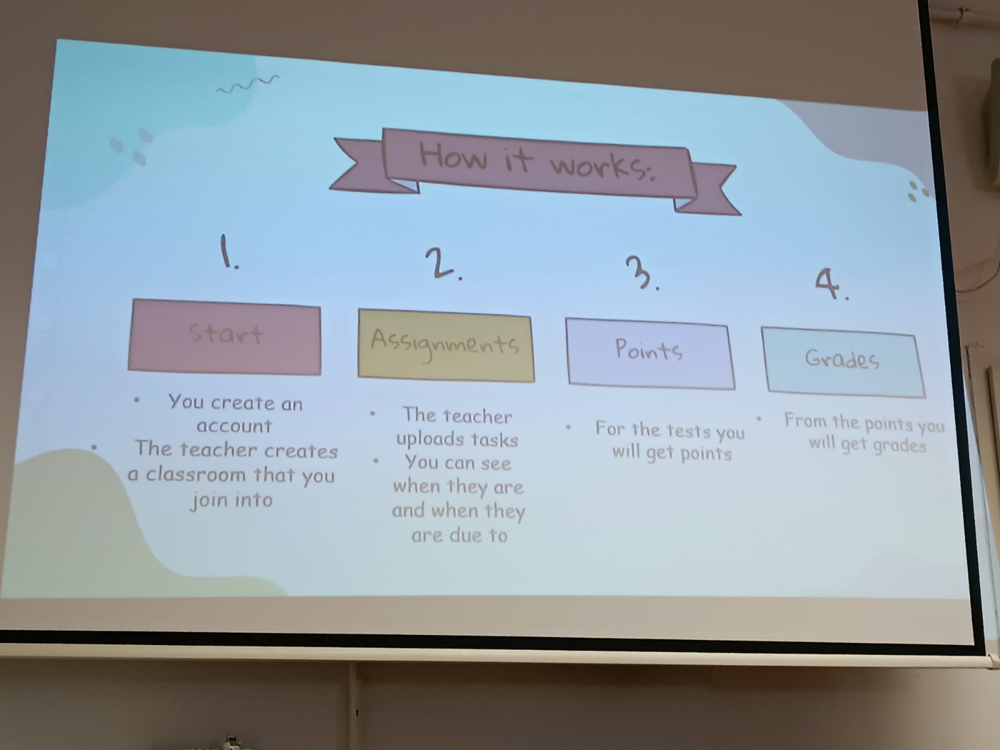 How it works:
1.
Start
• You create an
account
• The teacher creates
a classroom that you
join into
2.
Assignments
• The teacher
uploads tasks
• You can see
when they are
and when they
are due to
3.
Points
• For the tests you
will get points
4.
Grades
• From the points you
will get grades